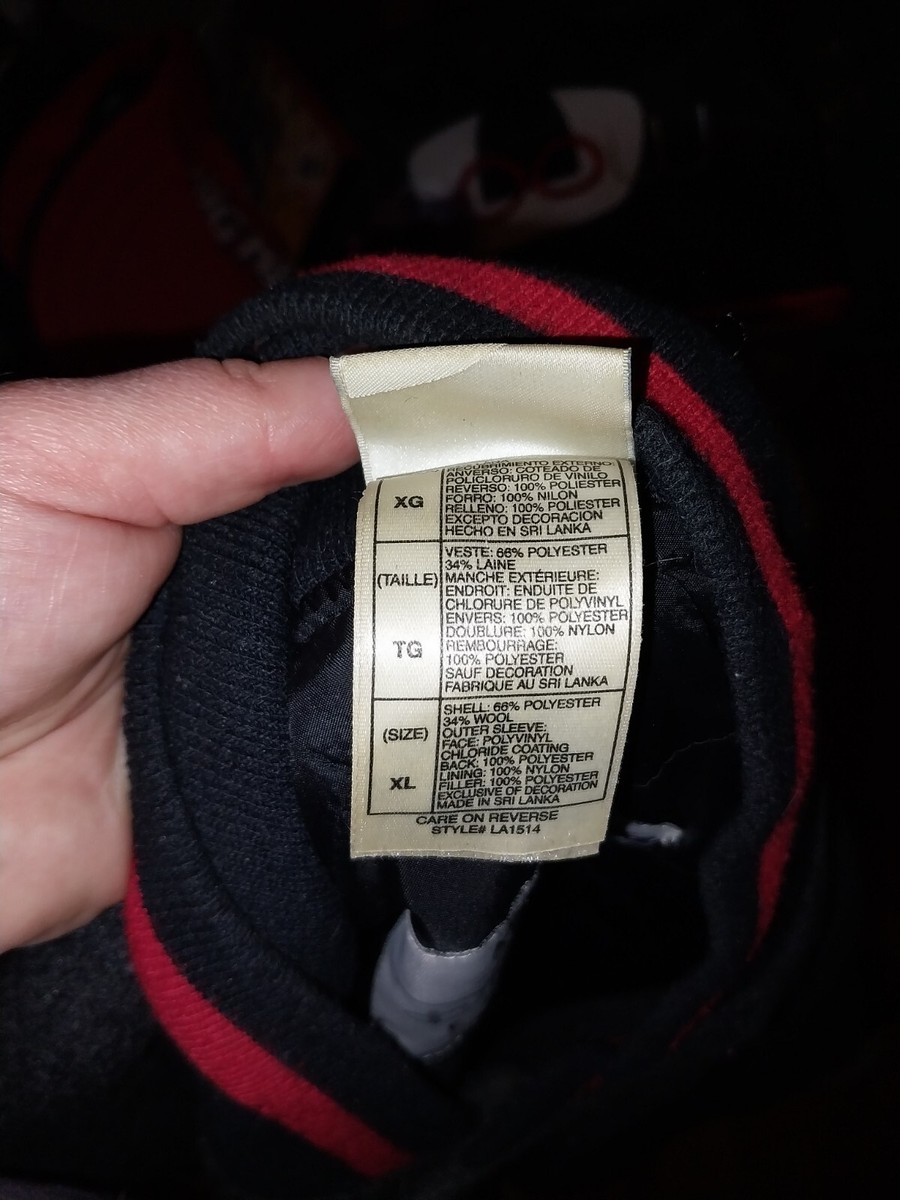 XG
RECUBRIMIENTO EXTERNO:
ANVERSO: COTEADO DE
POLICLORURO DE VINILO
REVERSO: 100% POLIESTER
FORRO: 100% NILON
RELLENO: 100% POLIESTER
EXCEPTO DECORACION
HECHO EN SRI LANKA
(TAILLE)
TG
VESTE: 66% POLYESTER
34% LAINE
MANCHE EXTÉRIEURE:
ENDROIT: ENDUITE DE
CHLORURE DE POLYVINYL
ENVERS: 100% POLYESTER
DOUBLURE: 100% NYLON
REMBOURRAGE:
100% POLYESTER
SAUF DECORATION
FABRIQUE AU SRI LANKA
(SIZE)
XL
SHELL: 66% POLYESTER
34% WOOL
OUTER SLEEVE:
FACE: POLYVINYL
CHLORIDE COATING
BACK: 100% POLYESTER
LINING: 100% NYLON
FILLER: 100% POLYESTER
EXCLUSIVE OF DECORATION
MADE IN SRI LANKA
CARE ON REVERSE
STYLE# LA1514